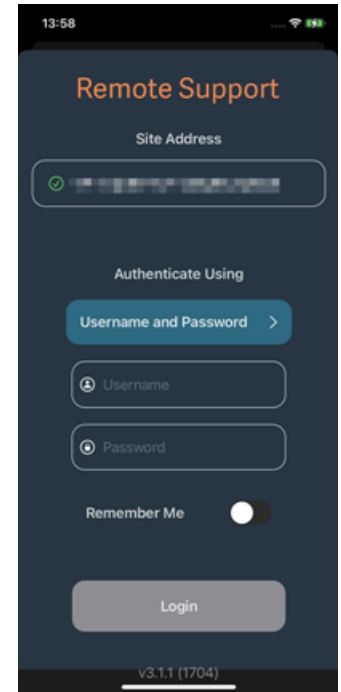 13:58
Remote Support
Site Address
Authenticate Using
Username and Password
Username
Password
Remember Me
Login
v3.1.1 (1704)